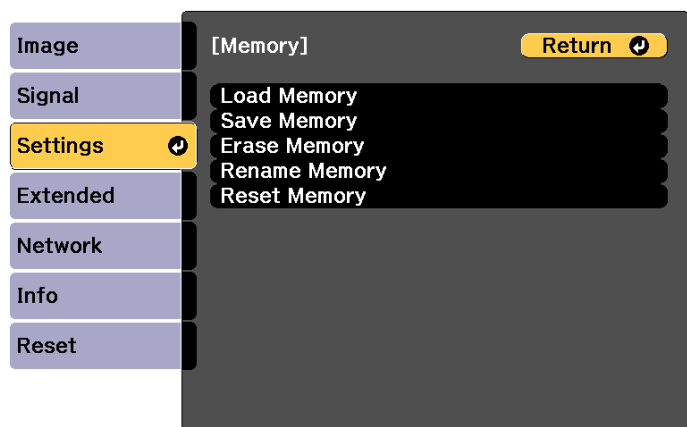 Image
Signal
Settings
Extended
Network
Info
Reset
[Memory]
Return
Load Memory
Save Memory
Erase Memory
Rename Memory
Reset Memory